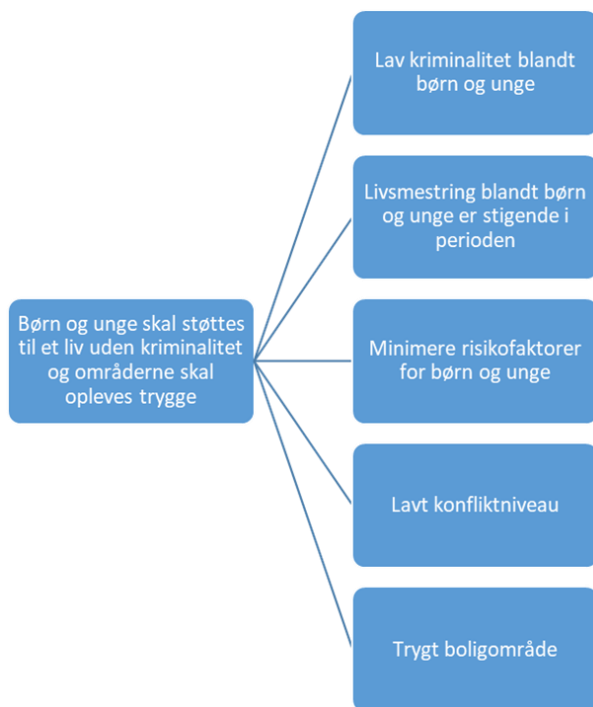 Lav kriminalitet blandt
børn og unge
Livsmestring blandt børn
og unge er stigende i
perioden
Børn og unge skal støttes
til et liv uden kriminalitet
og områderne skal
opleves trygge
Minimere risikofaktorer
for børn og unge
Lavt konfliktniveau
Trygt boligområde